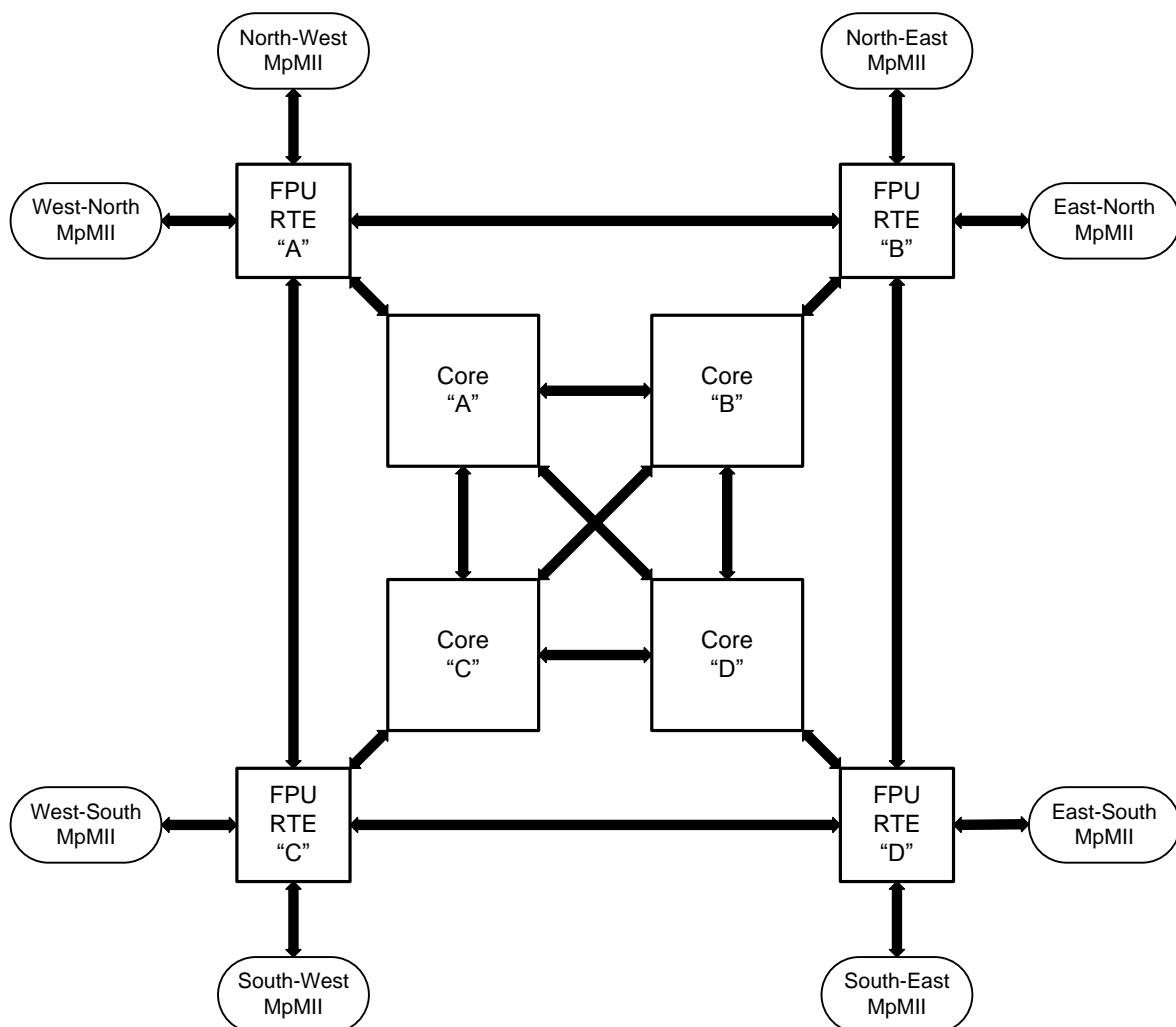 North-West
MpMII
North-East
MpMII
West-North
MpMII
FPU
RTE
“A”
FPU
RTE
“B”
East-North
MpMII
Core
“A”
Core
“B”
Core
“C”
Core
“D”
West-South
MpMII
FPU
RTE
“C”
FPU
RTE
“D”
East-South
MpMII
South-West
MpMII
South-East
MpMII